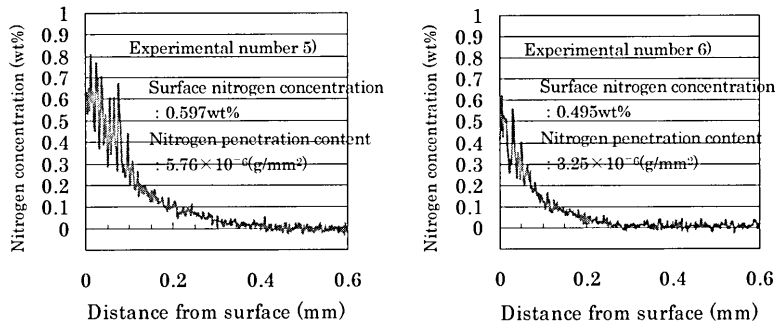 Nitrogen concentration (wt%)
1
0.9
0.8
0.7
0.6
0.5
0.4
0.3
0.2
0.1
0
Experimental number 5)
Surface nitrogen concentration
: 0.597wt%
Nitrogen penetration content
: 5.76×10⁻⁶(g/mm²)
0 0.2 0.4 0.6
Distance from surface (mm)
Nitrogen concentration (wt%)
1
0.9
0.8
0.7
0.6
0.5
0.4
0.3
0.2
0.1
0
Experimental number 6)
Surface nitrogen concentration
: 0.495wt%
Nitrogen penetration content
: 3.25×10⁻⁶(g/mm²)
0 0.2 0.4 0.6
Distance from surface (mm)